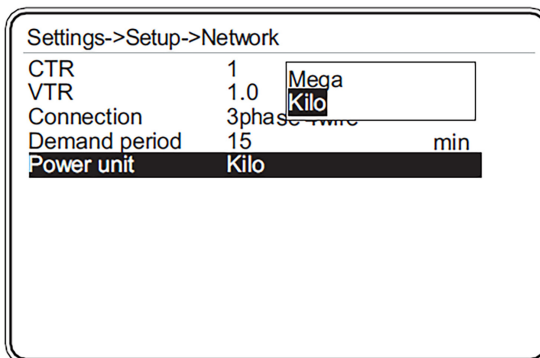 Settings->Setup->Network
CTR 1
VTR 1.0
Mega
Kilo
Connection 3phase 4wire
Demand period 15 min
Power unit Kilo